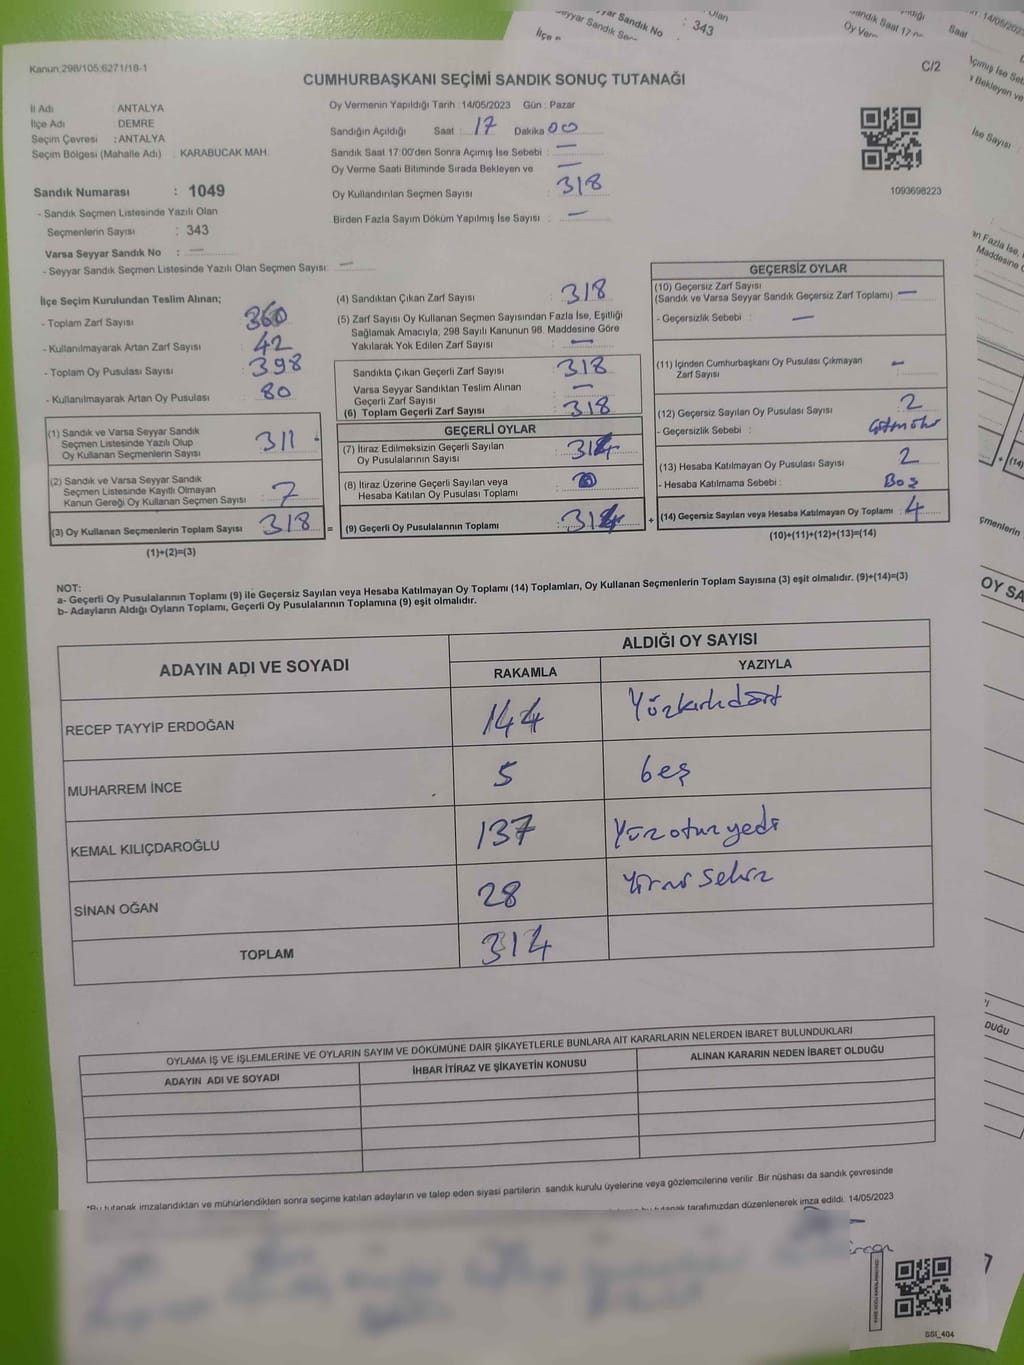 Kanun:298/105,6271/18-1
C/2
CUMHURBAŞKANI SEÇİMİ SANDIK SONUÇ TUTANAĞI
İl Adı ANTALYA
İlçe Adı DEMRE
Seçim Çevresi : ANTALYA
Seçim Bölgesi (Mahalle Adı) : KARABUCAK MAH.
Oy Vermenin Yapıldığı Tarih :14/05/2023 Gün : Pazar
Sandığın Açıldığı Saat : 17 Dakika 00
Sandık Saat 17:00'den Sonra Açımış İse Sebebi : —
Oy Verme Saati Bitiminde Sırada Bekleyen ve —
Oy Kullandırılan Seçmen Sayısı : 318
Birden Fazla Sayım Döküm Yapılmış İse Sayısı : —
1093698223
Sandık Numarası : 1049
- Sandık Seçmen Listesinde Yazılı Olan
Seçmenlerin Sayısı : 343
Varsa Seyyar Sandık No : —
- Seyyar Sandık Seçmen Listesinde Yazılı Olan Seçmen Sayısı: —
İlçe Seçim Kurulundan Teslim Alınan;
- Toplam Zarf Sayısı : 360
- Kullanılmayarak Artan Zarf Sayısı : 42
- Toplam Oy Pusulası Sayısı : 398
- Kullanılmayarak Artan Oy Pusulası : 80
(1) Sandık ve Varsa Seyyar Sandık
Seçmen Listesinde Yazılı Olup
Oy Kullanan Seçmenlerin Sayısı : 311
(2) Sandık ve Varsa Seyyar Sandık
Seçmen Listesinde Kayıtlı Olmayan
Kanun Gereği Oy Kullanan Seçmen Sayısı : 7
(3) Oy Kullanan Seçmenlerin Toplam Sayısı : 318
(1)+(2)=(3)
(4) Sandıktan Çıkan Zarf Sayısı : 318
(5) Zarf Sayısı Oy Kullanan Seçmen Sayısından Fazla İse, Eşitliği
Sağlamak Amacıyla; 298 Sayılı Kanunun 98. Maddesine Göre
Yakılarak Yok Edilen Zarf Sayısı : —
Sandıkta Çıkan Geçerli Zarf Sayısı : 318
Varsa Seyyar Sandıktan Teslim Alınan
Geçerli Zarf Sayısı : —
(6) Toplam Geçerli Zarf Sayısı : 318
=
GEÇERLİ OYLAR
(7) İtiraz Edilmeksizin Geçerli Sayılan
Oy Pusulalarının Sayısı : 314
(8) İtiraz Üzerine Geçerli Sayılan veya
Hesaba Katılan Oy Pusulası Toplamı : 0
(9) Geçerli Oy Pusulalarının Toplamı : 314
+
GEÇERSİZ OYLAR
(10) Geçersiz Zarf Sayısı
(Sandık ve Varsa Seyyar Sandık Geçersiz Zarf Toplamı) : —
- Geçersizlik Sebebi : —
(11) İçinden Cumhurbaşkanı Oy Pusulası Çıkmayan
Zarf Sayısı : —
(12) Geçersiz Sayılan Oy Pusulası Sayısı : 2
- Geçersizlik Sebebi :
(13) Hesaba Katılmayan Oy Pusulası Sayısı : 2
- Hesaba Katılmama Sebebi : Boş
(14) Geçersiz Sayılan veya Hesaba Katılmayan Oy Toplamı : 4
(10)+(11)+(12)+(13)=(14)
NOT:
a- Geçerli Oy Pusulalarının Toplamı (9) ile Geçersiz Sayılan veya Hesaba Katılmayan Oy Toplamı (14) Toplamları, Oy Kullanan Seçmenlerin Toplam Sayısına (3) eşit olmalıdır. (9)+(14)=(3)
b- Adayların Aldığı Oyların Toplamı, Geçerli Oy Pusulalarının Toplamına (9) eşit olmalıdır.
ADAYIN ADI VE SOYADI
ALDIĞI OY SAYISI
RAKAMLA YAZIYLA
RECEP TAYYİP ERDOĞAN 144 Yüzkırkdört
MUHARREM İNCE 5 beş
KEMAL KILIÇDAROĞLU 137 Yüzotuzyedi
SİNAN OĞAN 28 Yirmi sekiz
TOPLAM 314
OYLAMA İŞ VE İŞLEMLERİNE VE OYLARIN SAYIM VE DÖKÜMÜNE DAİR ŞİKAYETLERLE BUNLARA AİT KARARLARIN NELERDEN İBARET BULUNDUKLARI
ADAYIN ADI VE SOYADI İHBAR İTİRAZ VE ŞİKAYETİN KONUSU ALINAN KARARIN NEDEN İBARET OLDUĞU
*Bu tutanak imzalandıktan ve mühürlendikten sonra seçime katılan adayların ve talep eden siyasi partilerin sandık kurulu üyelerine veya gözlemcilerine verilir. Bir nüshası da sandık çevresinde
bu tutanak tarafımızdan düzenlenerek imza edildi. 14/05/2023
SSI_404